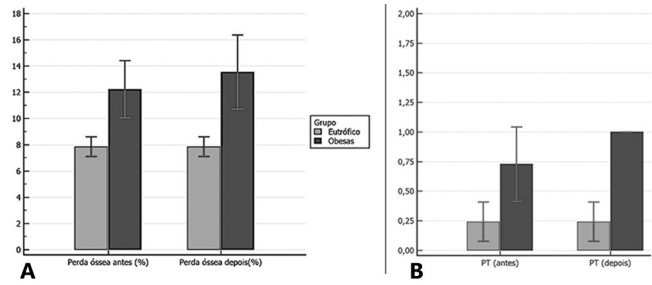 18
16
14
12
10
8
6
4
2
0
Perda óssea antes (%)
Perda óssea depois(%)
A
Grupo
Eutrófico
Obesas
2,00
1,75
1,50
1,25
1,00
0,75
0,50
0,25
0,00
PT (antes)
PT (depois)
B